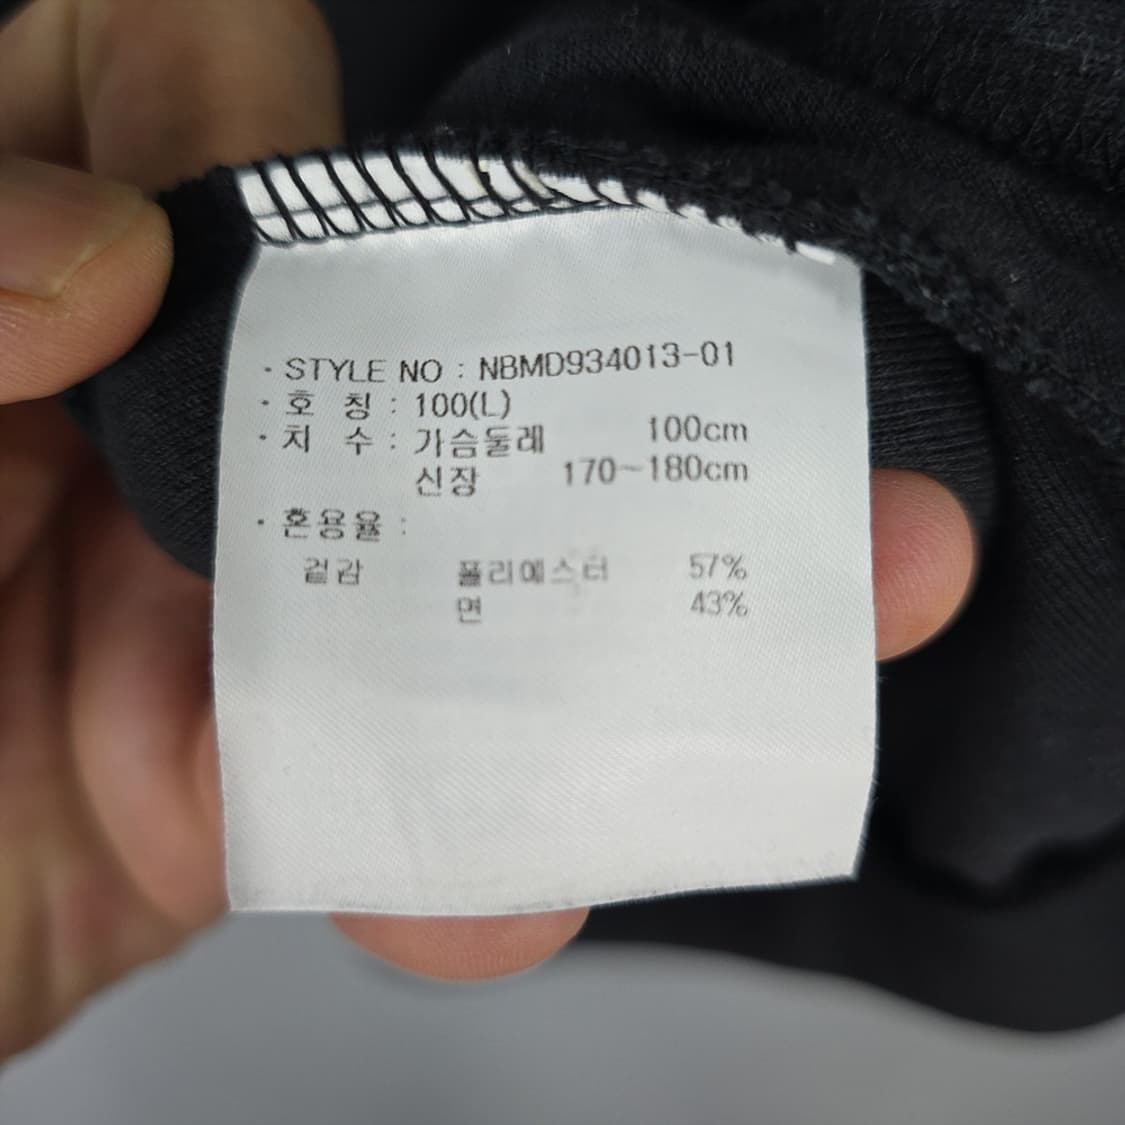 · STYLE NO : NBMD934013-01
· 호 칭 : 100(L)
· 치 수 : 가슴둘레 100cm
신장 170~180cm
· 혼용율 :
겉감 폴리에스터 57%
면 43%